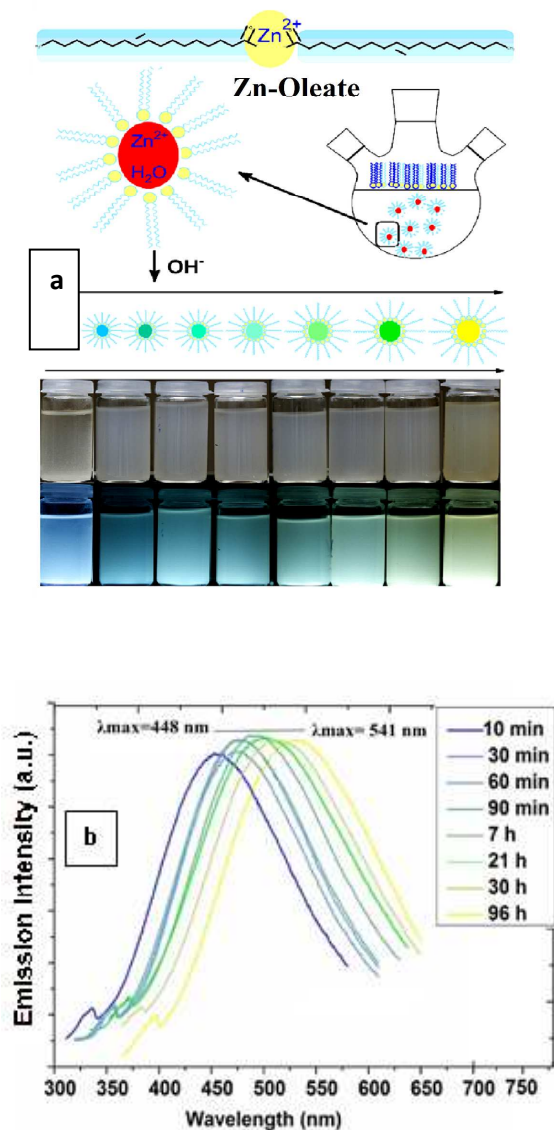 Zn2+
Zn-Oleate
Zn2+
H2O
OH-
a
λmax=448 nm
λmax= 541 nm
b
10 min
30 min
60 min
90 min
7 h
21 h
30 h
96 h
Emission Intensity (a.u.)
300 350 400 450 500 550 600 650 700 750
Wavelength (nm)